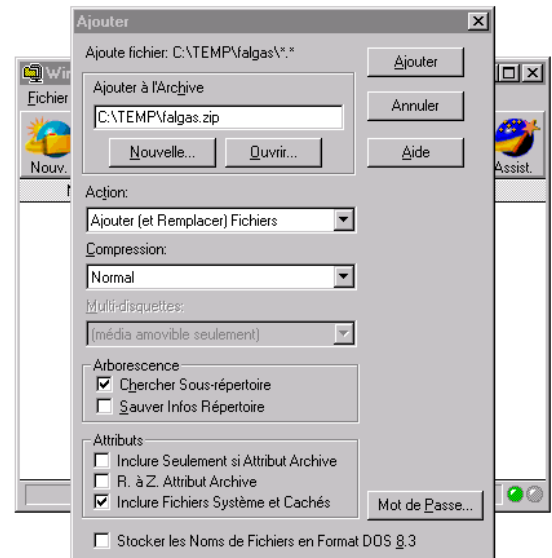 Ajouter
Ajoute fichier: C:\TEMP\falgas\*.*
Ajouter
Win
Ajouter à l'Archive
Fichier
C:\TEMP\falgas.zip
Annuler
Nouvelle...
Ouvrir...
Aide
Nouv.
Assist.
N
Action:
Ajouter (et Remplacer) Fichiers
Compression:
Normal
Multi-disquettes:
(média amovible seulement)
Arborescence
Chercher Sous-répertoire
Sauver Infos Répertoire
Attributs
Inclure Seulement si Attribut Archive
R. à Z. Attribut Archive
Inclure Fichiers Système et Cachés
Mot de Passe...
Stocker les Noms de Fichiers en Format DOS 8.3